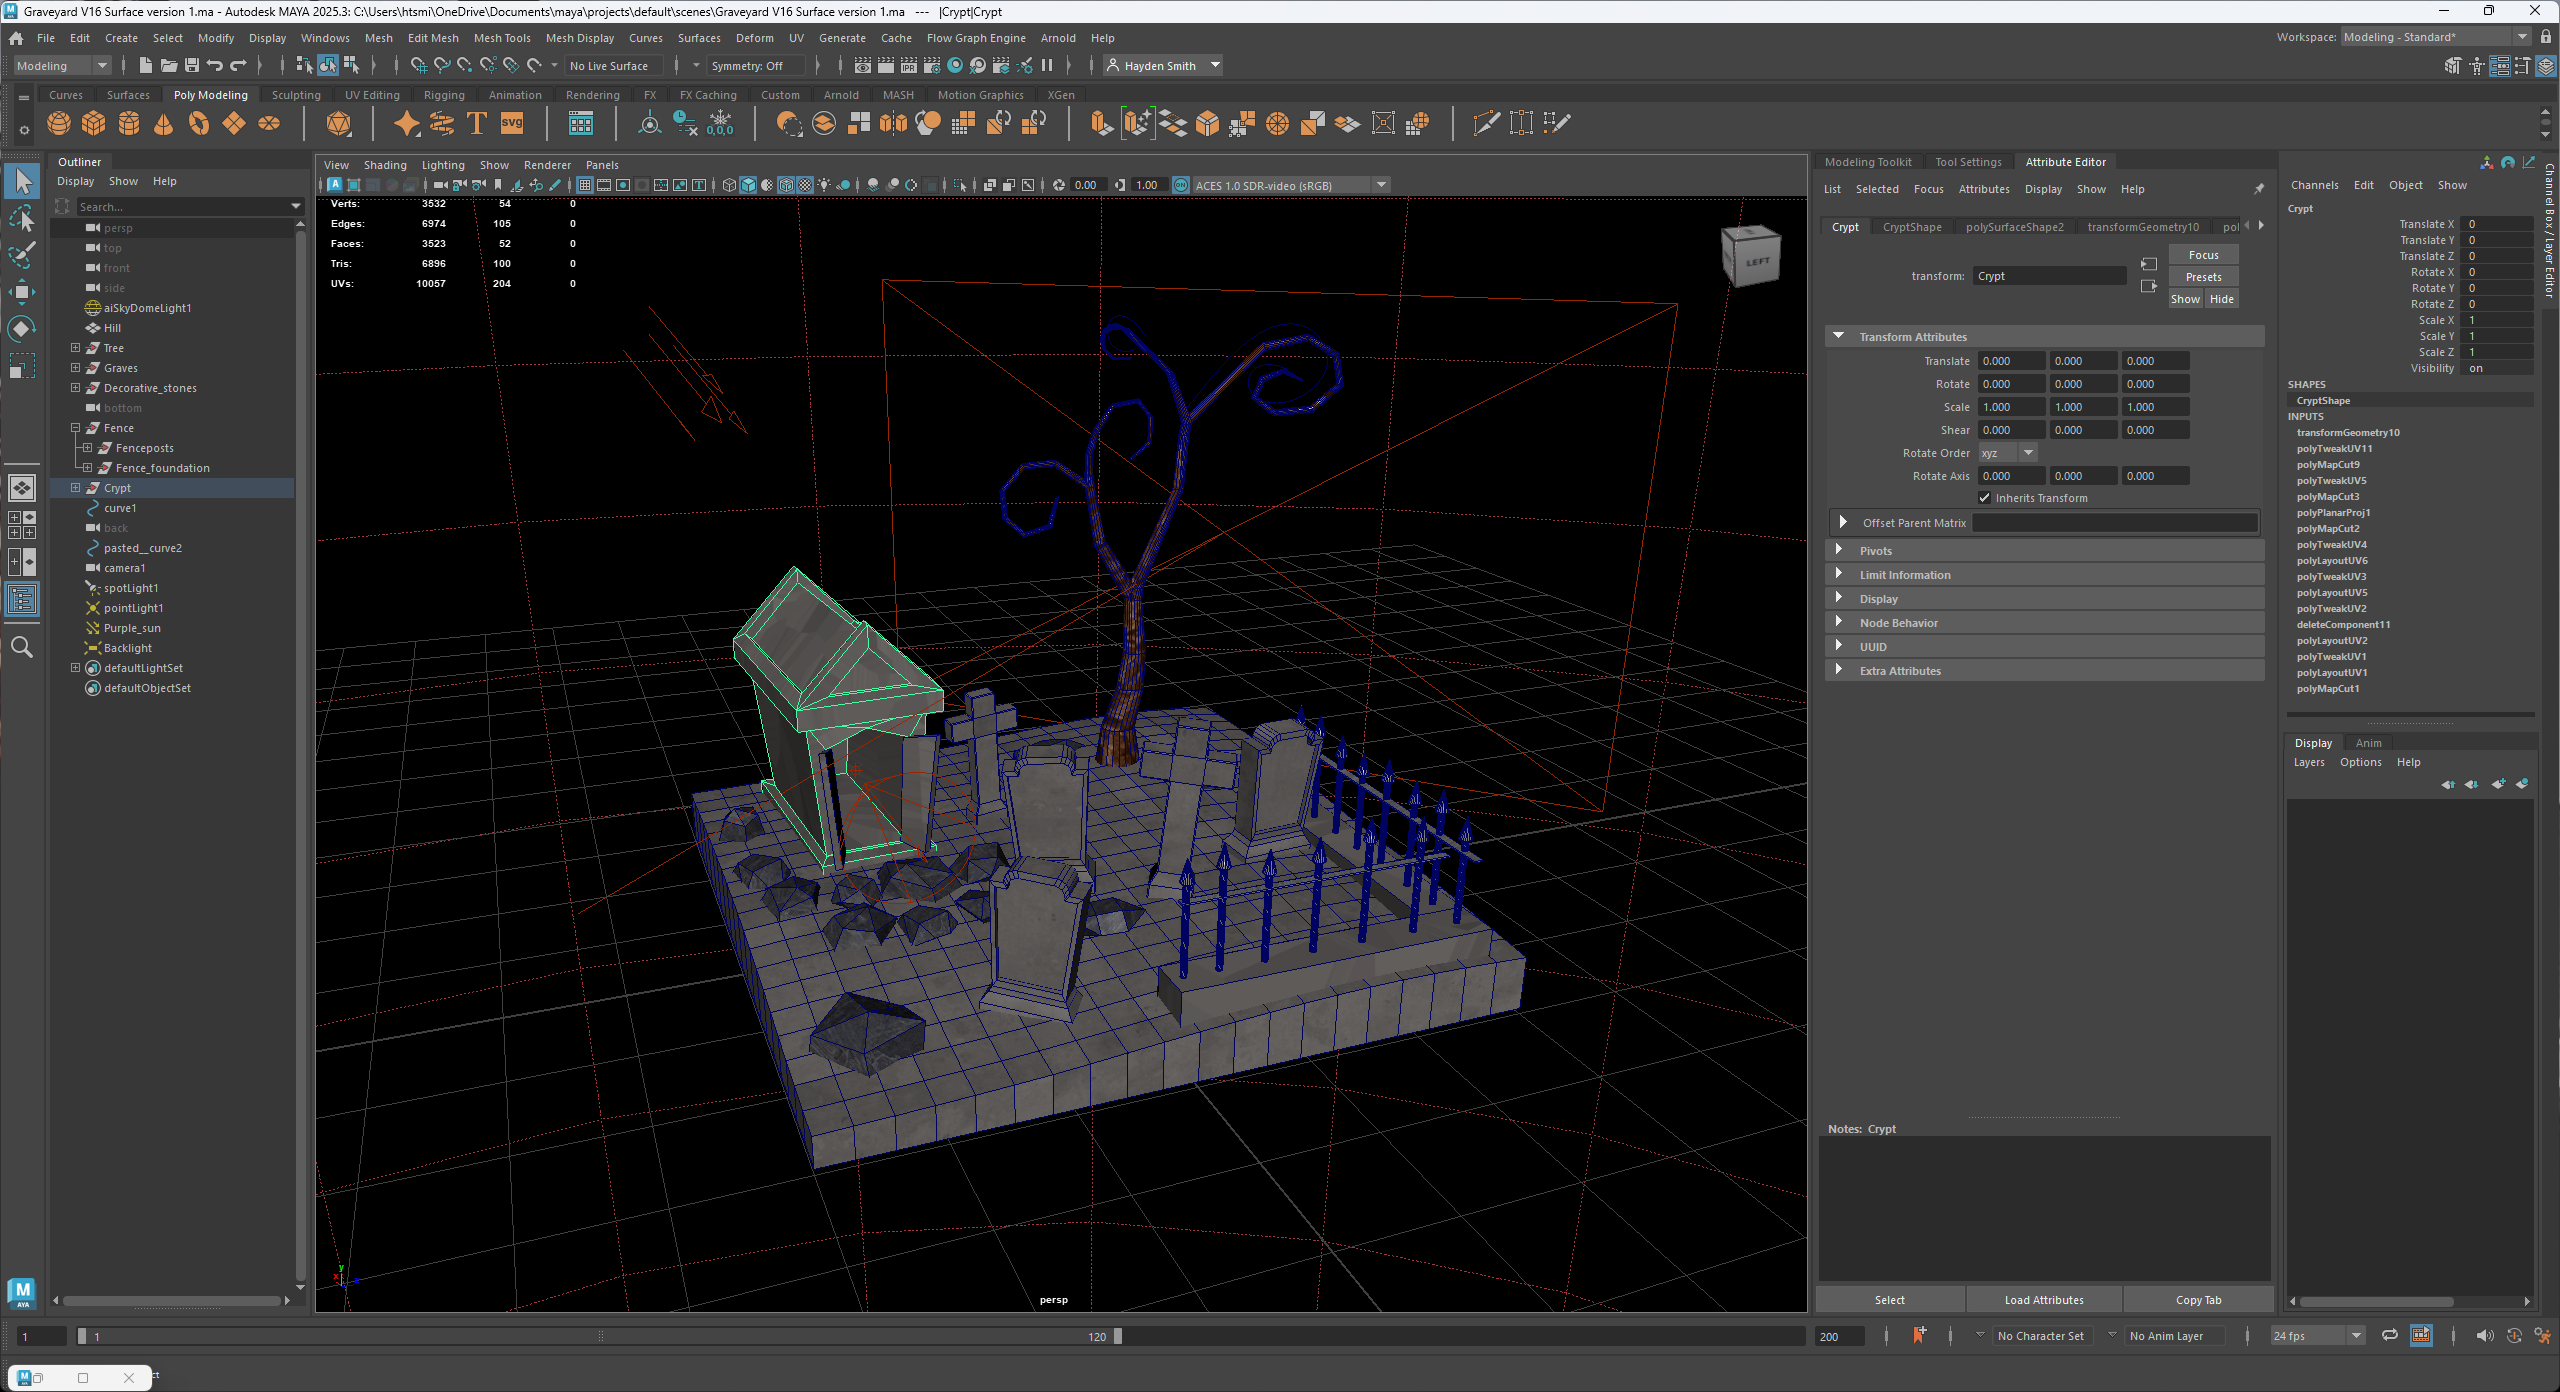 Graveyard V16 Surface version 1.ma - Autodesk MAYA 2025.3: C:\Users\htsmi\OneDrive\Documents\maya\projects\default\scenes\Graveyard V16 Surface version 1.ma --- |Crypt|Crypt
File Edit Create Select Modify Display Windows Mesh Edit Mesh Mesh Tools Mesh Display Curves Surfaces Deform UV Generate Cache Flow Graph Engine Arnold Help
Workspace: Modeling - Standard*
Modeling No Live Surface Symmetry: Off Hayden Smith
Curves Surfaces Poly Modeling Sculpting UV Editing Rigging Animation Rendering FX FX Caching Custom Arnold MASH Motion Graphics XGen
Outliner
Display Show Help
Search...
persp
top
front
side
aiSkyDomeLight1
Hill
Tree
Graves
Decorative_stones
bottom
Fence
Fenceposts
Fence_foundation
Crypt
curve1
back
pasted__curve2
camera1
spotLight1
pointLight1
Purple_sun
Backlight
defaultLightSet
defaultObjectSet
View Shading Lighting Show Renderer Panels
0.00 1.00 ACES 1.0 SDR-video (sRGB)
Verts: 3532 54 0
Edges: 6974 105 0
Faces: 3523 52 0
Tris: 6896 100 0
UVs: 10057 204 0
LEFT
persp
Modeling Toolkit Tool Settings Attribute Editor
List Selected Focus Attributes Display Show Help
Crypt CryptShape polySurfaceShape2 transformGeometry10 pol
transform: Crypt
Focus
Presets
Show Hide
Transform Attributes
Translate 0.000 0.000 0.000
Rotate 0.000 0.000 0.000
Scale 1.000 1.000 1.000
Shear 0.000 0.000 0.000
Rotate Order xyz
Rotate Axis 0.000 0.000 0.000
Inherits Transform
Offset Parent Matrix
Pivots
Limit Information
Display
Node Behavior
UUID
Extra Attributes
Notes: Crypt
Select Load Attributes Copy Tab
Channels Edit Object Show
Crypt
Translate X 0
Translate Y 0
Translate Z 0
Rotate X 0
Rotate Y 0
Rotate Z 0
Scale X 1
Scale Y 1
Scale Z 1
Visibility on
SHAPES
CryptShape
INPUTS
transformGeometry10
polyTweakUV11
polyMapCut9
polyTweakUV5
polyMapCut3
polyPlanarProj1
polyMapCut2
polyTweakUV4
polyLayoutUV6
polyTweakUV3
polyLayoutUV5
polyTweakUV2
deleteComponent11
polyLayoutUV2
polyTweakUV1
polyLayoutUV1
polyMapCut1
Display Anim
Layers Options Help
Channel Box / Layer Editor
1 1 120 200 No Character Set No Anim Layer 24 fps